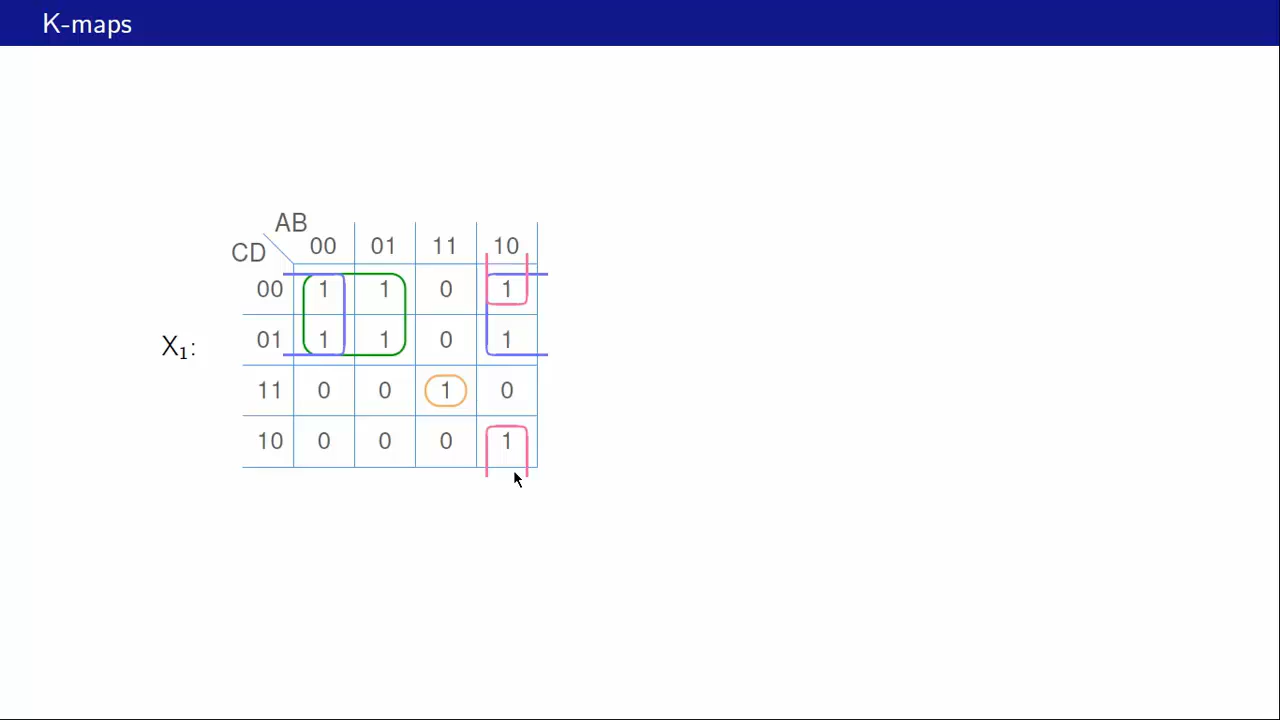 K-maps
AB
CD 00 01 11 10
00 1 1 0 1
X₁: 01 1 1 0 1
11 0 0 1 0
10 0 0 0 1